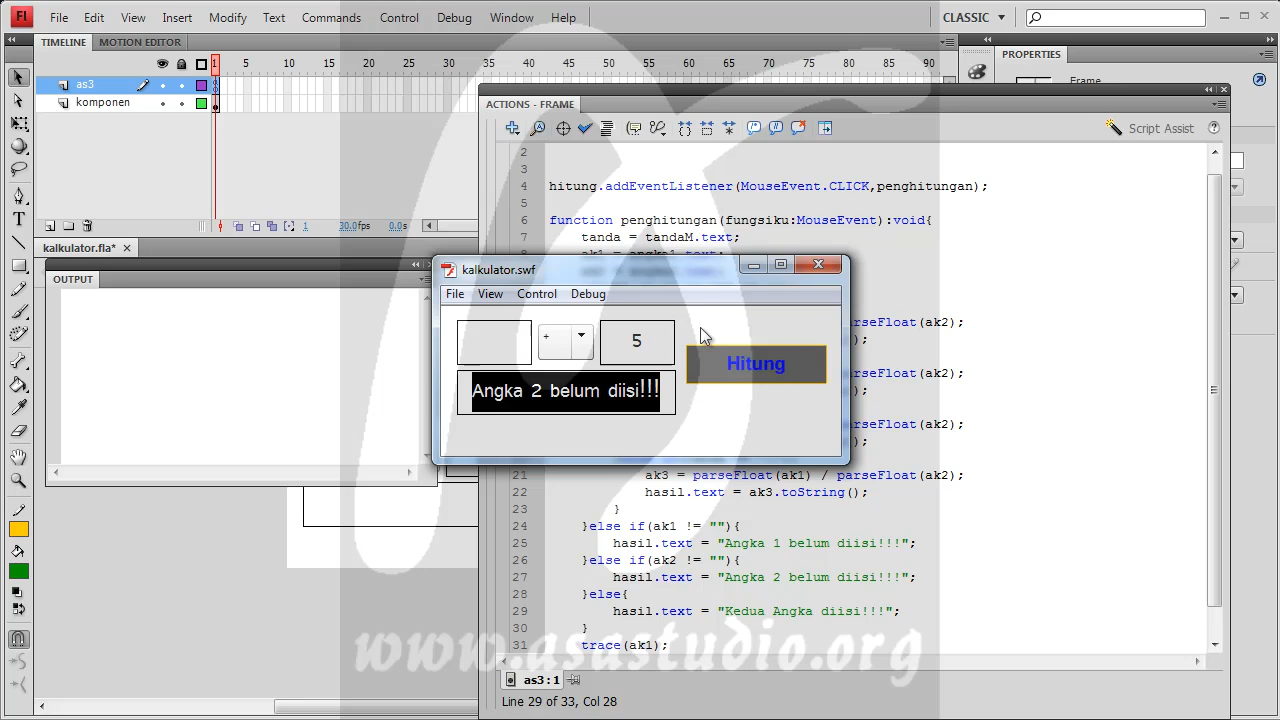 Fl File Edit View Insert Modify Text Commands Control Debug Window Help CLASSIC
TIMELINE MOTION EDITOR
PROPERTIES
1 5 10 15 20 25 30 35 40 45 50 55 60 65 70 75 80 85 90
Frame
as3
komponen
ACTIONS - FRAME
Script Assist
2
3
4 hitung.addEventListener(MouseEvent.CLICK,penghitungan);
5
6 function penghitungan(fungsiku:MouseEvent):void{
7 tanda = tandaM.text;
8 ak1 = angka1.text;
1 30.0fps 0.0s
kalkulator.fla*
OUTPUT
kalkulator.swf
File View Control Debug
+ 5
Hitung
Angka 2 belum diisi!!!
parseFloat(ak2);
parseFloat(ak2);
parseFloat(ak2);
21 ak3 = parseFloat(ak1) / parseFloat(ak2);
22 hasil.text = ak3.toString();
23 }
24 }else if(ak1 != ""){
25 hasil.text = "Angka 1 belum diisi!!!";
26 }else if(ak2 != ""){
27 hasil.text = "Angka 2 belum diisi!!!";
28 }else{
29 hasil.text = "Kedua Angka diisi!!!";
30 }
31 trace(ak1);
www.asastudio.org
as3:1
Line 29 of 33, Col 28